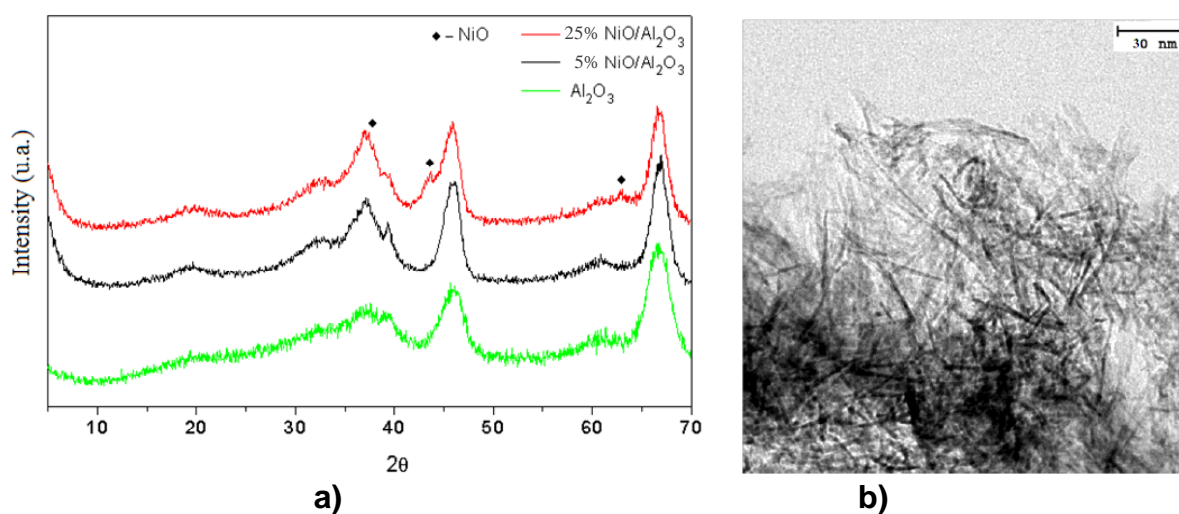 ◆ – NiO
25% NiO/Al₂O₃
5% NiO/Al₂O₃
Al₂O₃
Intensity (u.a.)
10 20 30 40 50 60 70
2θ
a)
30 nm
b)